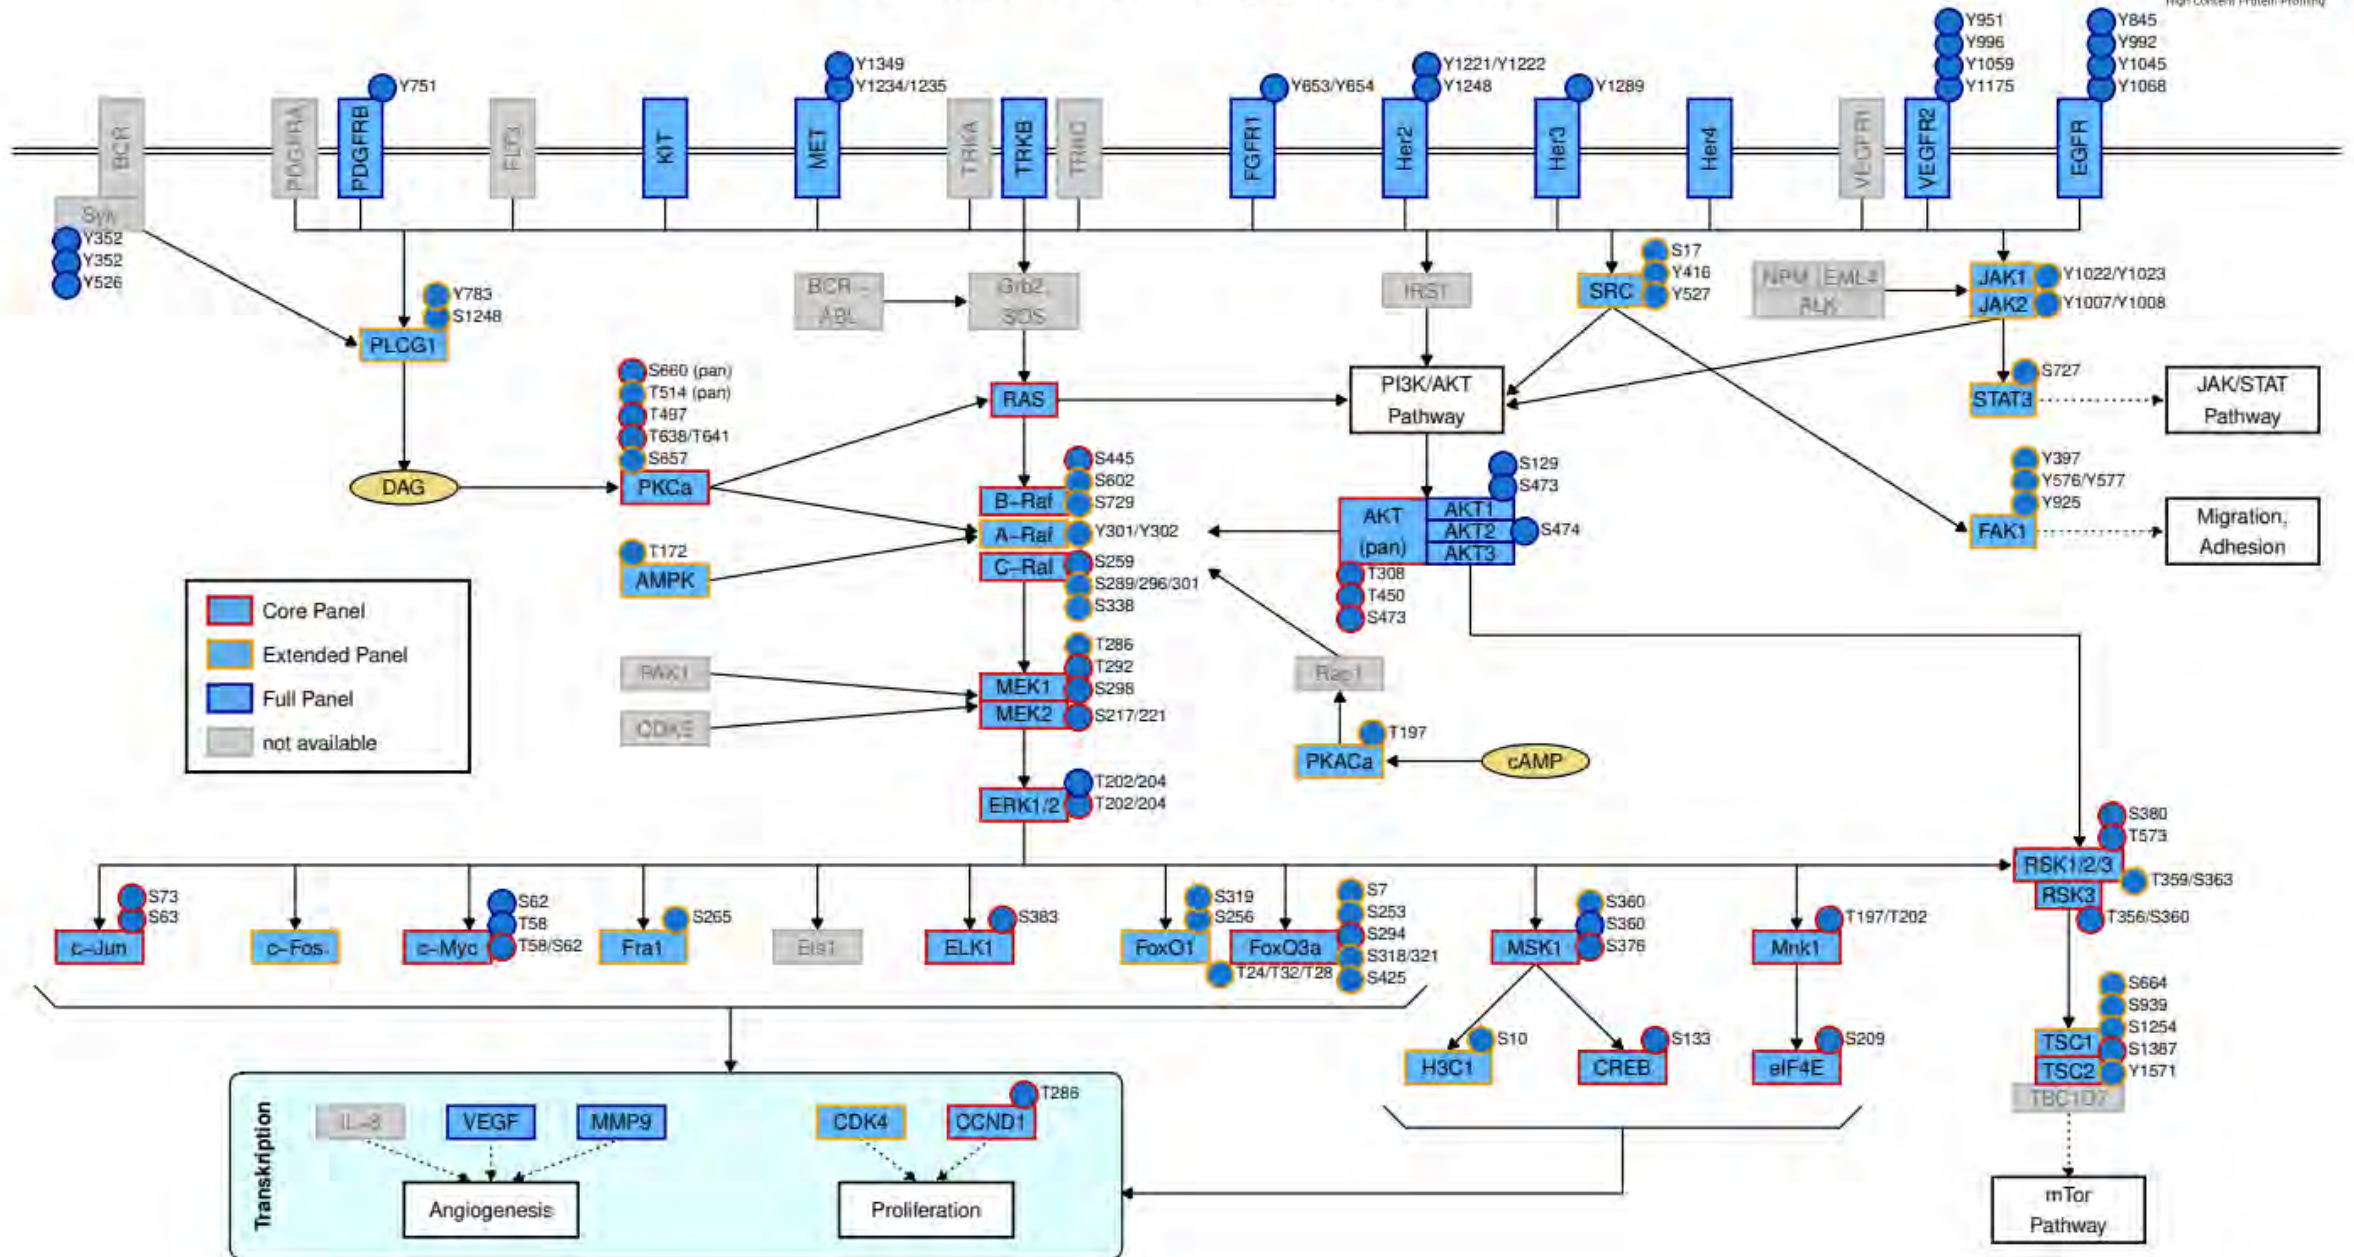 High Content Protein Profiling
Y951
Y996
Y1059
Y1175
Y845
Y992
Y1045
Y1068
Y751
Y1349
Y1234/1235
Y653/Y654
Y1221/Y1222
Y1248
Y1289
BCR
PDGFRA
PDGFRB
FLT3
KIT
MET
TRKA
TRKB
TRKC
FGFR1
Her2
Her3
Her4
VEGFR1
VEGFR2
EGFR
Syk
Y352
Y352
Y526
Y783
S1248
PLCG1
BCR -
ABL
Grb2,
SOS
IRS1
S17
Y416
Y527
SRC
NPM
EML4
ALK
JAK1
JAK2
Y1022/Y1023
Y1007/Y1008
S660 (pan)
T514 (pan)
T497
T638/T641
S657
PKCa
DAG
RAS
PI3K/AKT
Pathway
S727
STAT3
JAK/STAT
Pathway
S445
S602
S729
B-Raf
A-Raf
Y301/Y302
C-Raf
S259
S289/296/301
S338
S129
S473
AKT
(pan)
AKT1
AKT2
AKT3
S474
T308
T450
S473
Y397
Y576/Y577
Y925
FAK1
Migration,
Adhesion
T172
AMPK
Core Panel
Extended Panel
Full Panel
not available
PAK1
CDK5
T286
T292
S298
MEK1
MEK2
S217/221
Rap1
T197
PKACa
cAMP
T202/204
T202/204
ERK1/2
S380
T573
RSK1/2/3
T359/S363
RSK3
T356/S360
S73
S63
c-Jun
c-Fos
S62
T58
T58/S62
c-Myc
S265
Fra1
Ets1
S383
ELK1
S319
S256
FoxO1
T24/T32/T28
S7
S253
S294
S318/321
S425
FoxO3a
S360
S360
S376
MSK1
T197/T202
Mnk1
S10
H3C1
S133
CREB
S209
eIF4E
S664
S939
S1254
S1387
Y1571
TSC1
TSC2
TBC1D7
mTor
Pathway
Transkription
IL-8
VEGF
MMP9
CDK4
CCND1
T286
Angiogenesis
Proliferation